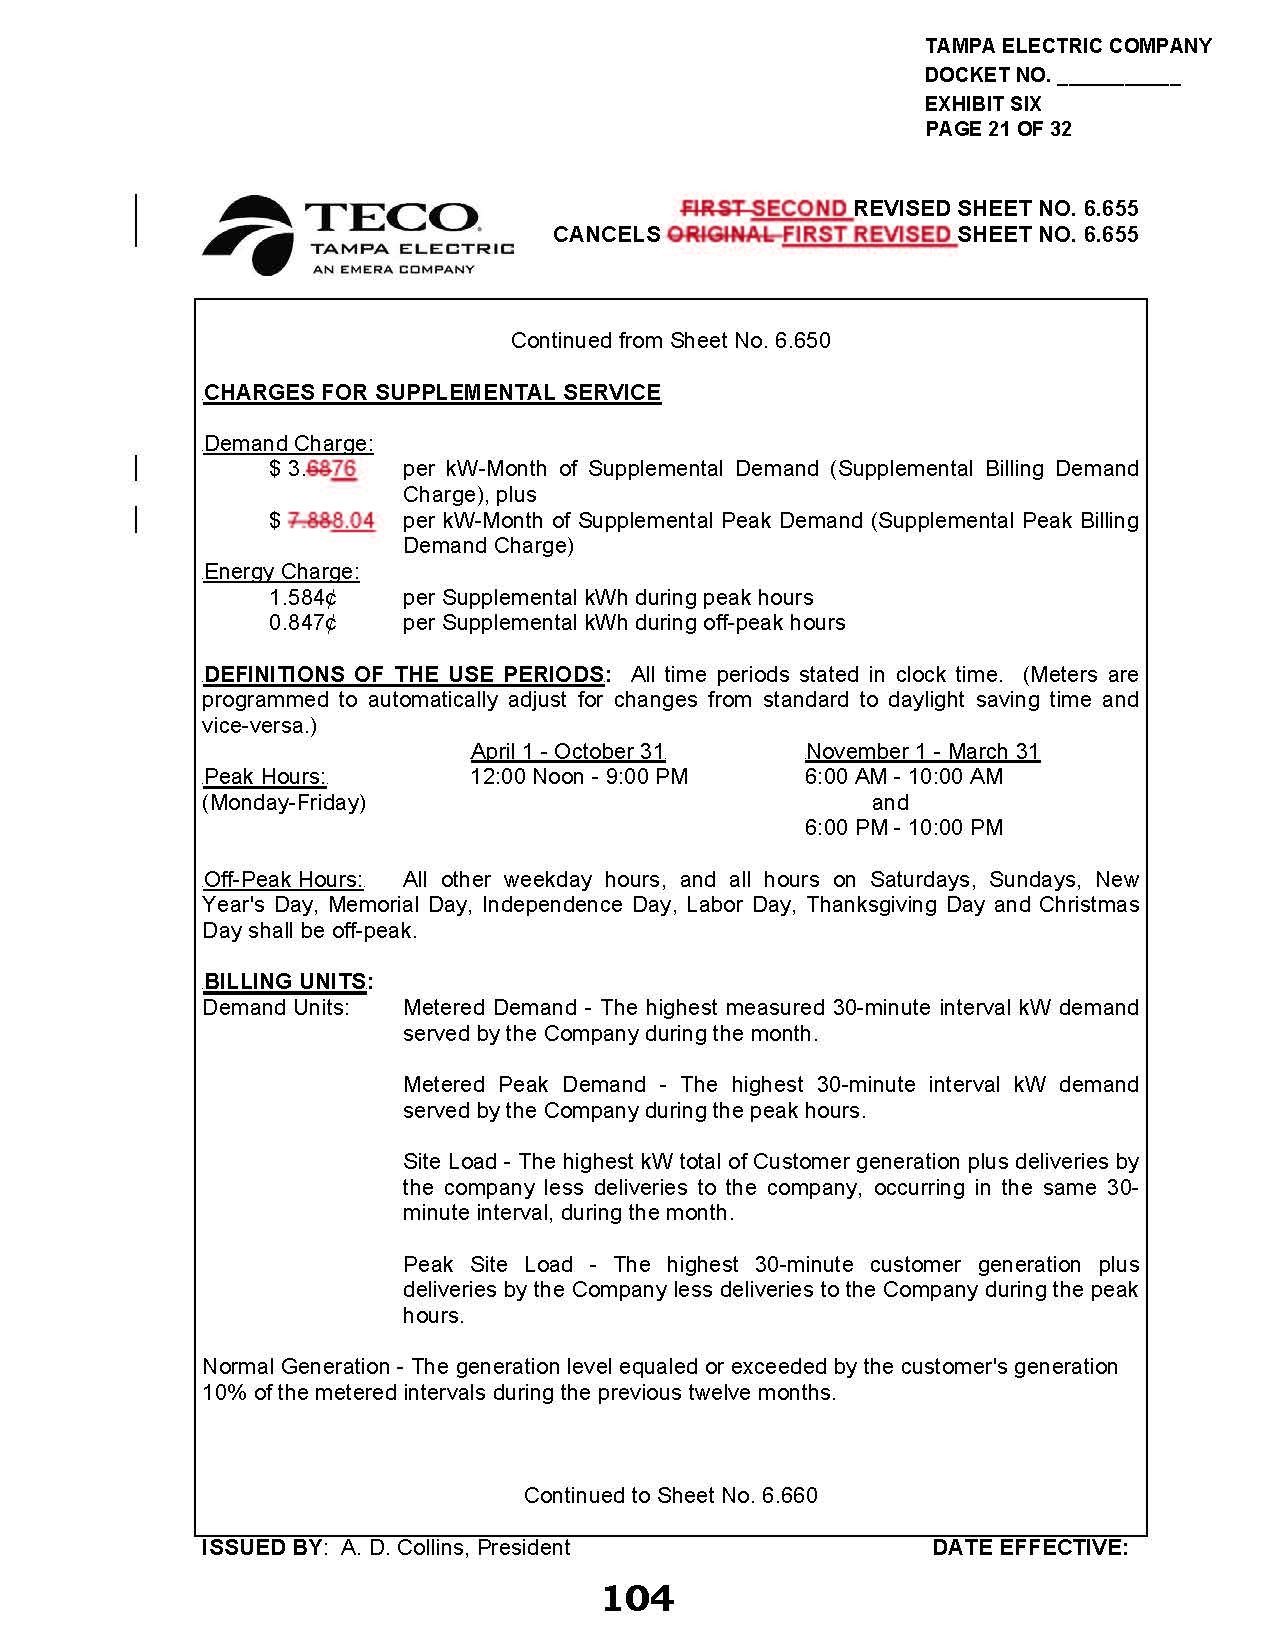 TAMPA ELECTRIC COMPANY
DOCKET NO. ___________
EXHIBIT SIX
PAGE 21 OF 32
TECO.
TAMPA ELECTRIC
AN EMERA COMPANY
FIRST SECOND REVISED SHEET NO. 6.655
CANCELS ORIGINAL FIRST REVISED SHEET NO. 6.655
Continued from Sheet No. 6.650
CHARGES FOR SUPPLEMENTAL SERVICE
Demand Charge:
$ 3.6876 per kW-Month of Supplemental Demand (Supplemental Billing Demand
Charge), plus
$ 7.888.04 per kW-Month of Supplemental Peak Demand (Supplemental Peak Billing
Demand Charge)
Energy Charge:
1.584¢ per Supplemental kWh during peak hours
0.847¢ per Supplemental kWh during off-peak hours
DEFINITIONS OF THE USE PERIODS: All time periods stated in clock time. (Meters are
programmed to automatically adjust for changes from standard to daylight saving time and
vice-versa.)
April 1 - October 31 November 1 - March 31
Peak Hours: 12:00 Noon - 9:00 PM 6:00 AM - 10:00 AM
(Monday-Friday) and
6:00 PM - 10:00 PM
Off-Peak Hours: All other weekday hours, and all hours on Saturdays, Sundays, New
Year's Day, Memorial Day, Independence Day, Labor Day, Thanksgiving Day and Christmas
Day shall be off-peak.
BILLING UNITS:
Demand Units: Metered Demand - The highest measured 30-minute interval kW demand
served by the Company during the month.
Metered Peak Demand - The highest 30-minute interval kW demand
served by the Company during the peak hours.
Site Load - The highest kW total of Customer generation plus deliveries by
the company less deliveries to the company, occurring in the same 30-
minute interval, during the month.
Peak Site Load - The highest 30-minute customer generation plus
deliveries by the Company less deliveries to the Company during the peak
hours.
Normal Generation - The generation level equaled or exceeded by the customer's generation
10% of the metered intervals during the previous twelve months.
Continued to Sheet No. 6.660
ISSUED BY: A. D. Collins, President DATE EFFECTIVE:
104